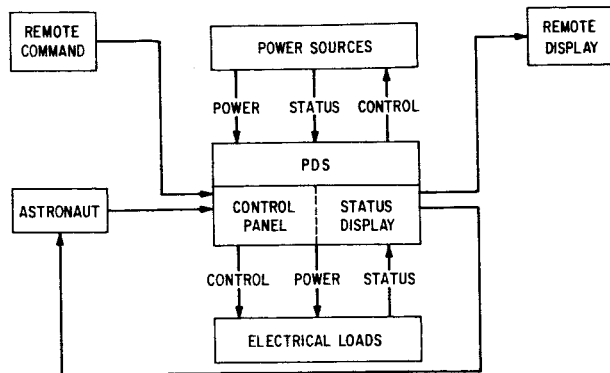 REMOTE
COMMAND
POWER SOURCES
REMOTE
DISPLAY
POWER
STATUS
CONTROL
PDS
ASTRONAUT
CONTROL
PANEL
STATUS
DISPLAY
CONTROL
POWER
STATUS
ELECTRICAL LOADS